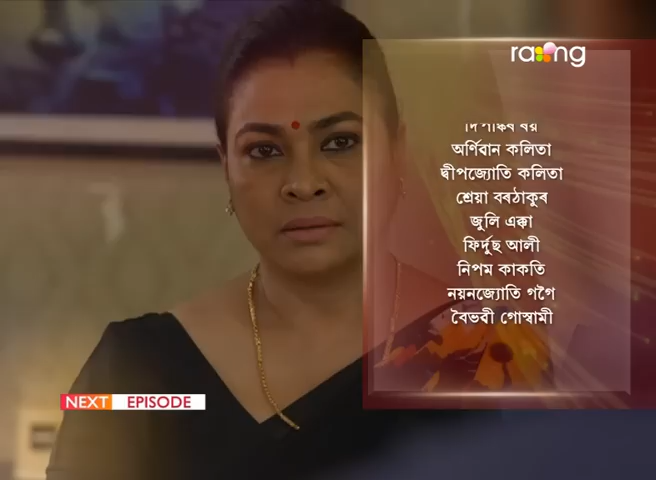 rang
অৰ্ণিবান কলিতা
দ্বীপজ্যোতি কলিতা
শ্ৰেয়া বৰঠাকুৰ
জুলি এক্কা
ফিৰ্দুছ আলী
নিপম কাকতি
নয়নজ্যোতি গগৈ
বৈভৱী গোস্বামী
NEXT EPISODE